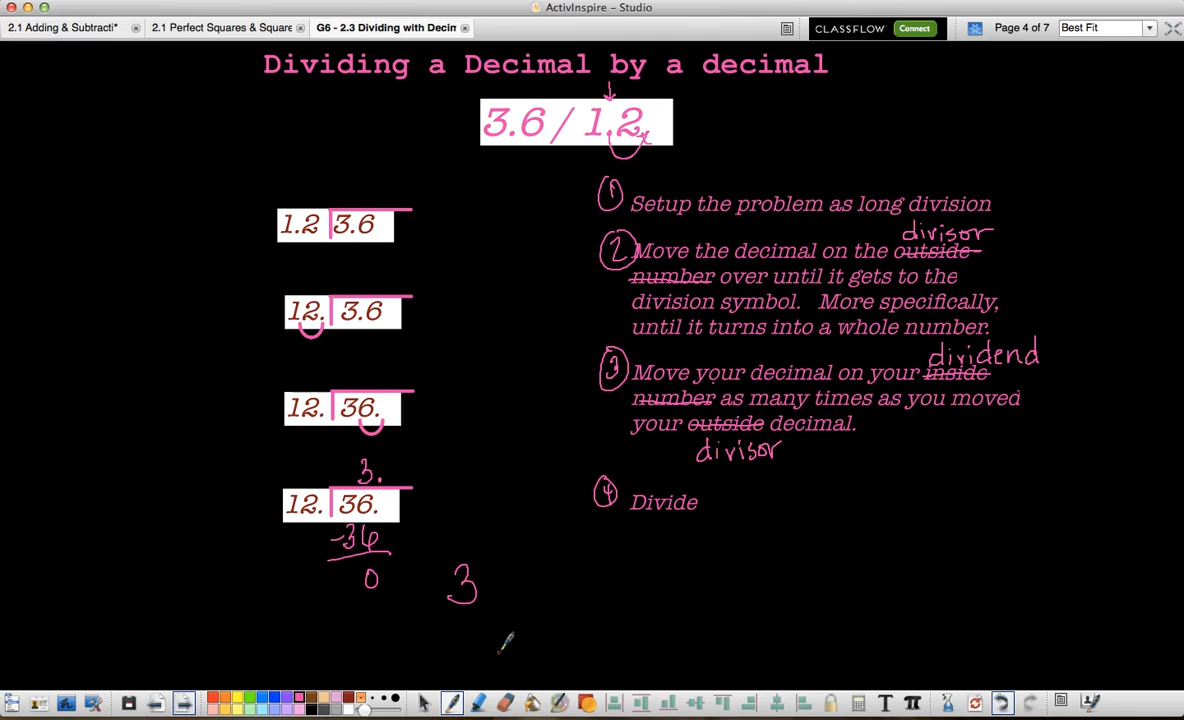 ActivInspire - Studio
2.1 Adding & Subtracti*
2.1 Perfect Squares & Square
G6 - 2.3 Dividing with Decim
CLASSFLOW Connect
Page 4 of 7
Best Fit
Dividing a Decimal by a decimal
3.6 / 1.2
1.2 3.6
12. 3.6
12. 36.
3.
12. 36.
-36
0
3
1 Setup the problem as long division
divisor
2 Move the decimal on the outside
number over until it gets to the
division symbol. More specifically,
until it turns into a whole number.
dividend
3 Move your decimal on your inside
number as many times as you moved
your outside decimal.
divisor
4 Divide